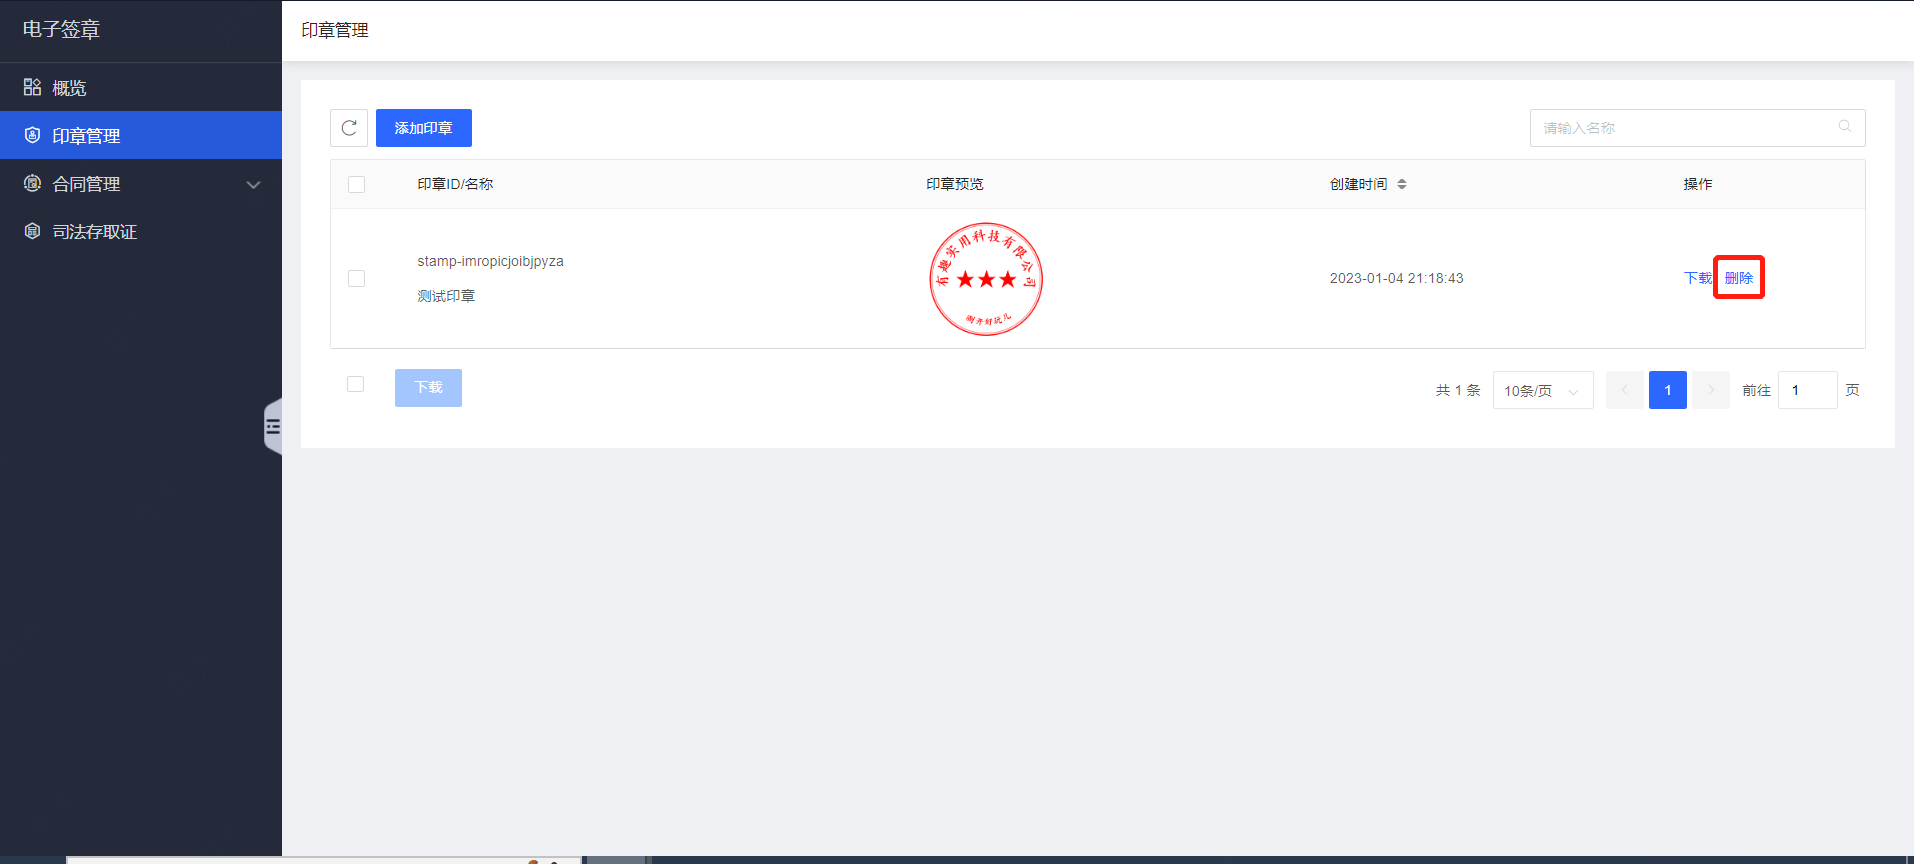 电子签章
概览
印章管理
合同管理
司法存取证
印章管理
添加印章
请输入名称
印章ID/名称
印章预览
创建时间
操作
stamp-imropicjoibjpyza
测试印章
有趣实用科技有限公司
测开好玩儿
2023-01-04 21:18:43
下载
删除
下载
共 1 条
10条/页
1
前往
1
页